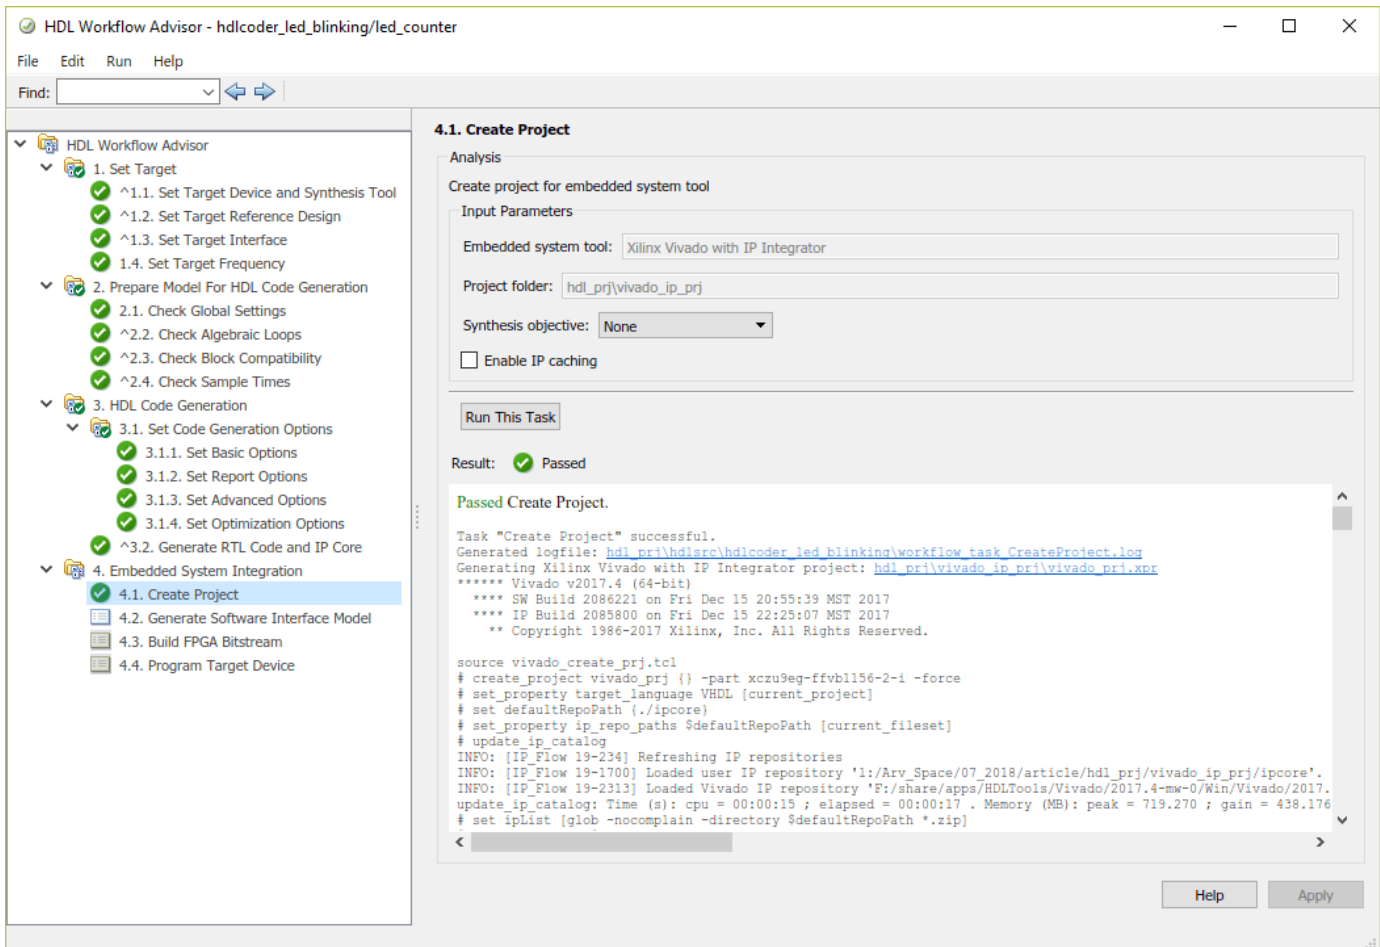 HDL Workflow Advisor - hdlcoder_led_blinking/led_counter
File Edit Run Help
Find:
HDL Workflow Advisor
1. Set Target
^1.1. Set Target Device and Synthesis Tool
^1.2. Set Target Reference Design
^1.3. Set Target Interface
1.4. Set Target Frequency
2. Prepare Model For HDL Code Generation
2.1. Check Global Settings
^2.2. Check Algebraic Loops
^2.3. Check Block Compatibility
^2.4. Check Sample Times
3. HDL Code Generation
3.1. Set Code Generation Options
3.1.1. Set Basic Options
3.1.2. Set Report Options
3.1.3. Set Advanced Options
3.1.4. Set Optimization Options
^3.2. Generate RTL Code and IP Core
4. Embedded System Integration
4.1. Create Project
4.2. Generate Software Interface Model
4.3. Build FPGA Bitstream
4.4. Program Target Device
4.1. Create Project
Analysis
Create project for embedded system tool
Input Parameters
Embedded system tool: Xilinx Vivado with IP Integrator
Project folder: hdl_prj\vivado_ip_prj
Synthesis objective: None
Enable IP caching
Run This Task
Result: Passed
Passed Create Project.
Task "Create Project" successful.
Generated logfile: hdl_prj\hdlsrc\hdlcoder_led_blinking\workflow_task_CreateProject.log
Generating Xilinx Vivado with IP Integrator project: hdl_prj\vivado_ip_prj\vivado_prj.xpr
****** Vivado v2017.4 (64-bit)
**** SW Build 2086221 on Fri Dec 15 20:55:39 MST 2017
**** IP Build 2085800 on Fri Dec 15 22:25:07 MST 2017
** Copyright 1986-2017 Xilinx, Inc. All Rights Reserved.
source vivado_create_prj.tcl
# create_project vivado_prj {} -part xczu9eg-ffvb1156-2-i -force
# set_property target_language VHDL [current_project]
# set defaultRepoPath {./ipcore}
# set_property ip_repo_paths $defaultRepoPath [current_fileset]
# update_ip_catalog
INFO: [IP_Flow 19-234] Refreshing IP repositories
INFO: [IP_Flow 19-1700] Loaded user IP repository 'l:/Arv_Space/07_2018/article/hdl_prj/vivado_ip_prj/ipcore'.
INFO: [IP_Flow 19-2313] Loaded Vivado IP repository 'F:/share/apps/HDLTools/Vivado/2017.4-mw-0/Win/Vivado/2017.
update_ip_catalog: Time (s): cpu = 00:00:15 ; elapsed = 00:00:17 . Memory (MB): peak = 719.270 ; gain = 438.176
# set ipList [glob -nocomplain -directory $defaultRepoPath *.zip]
Help Apply